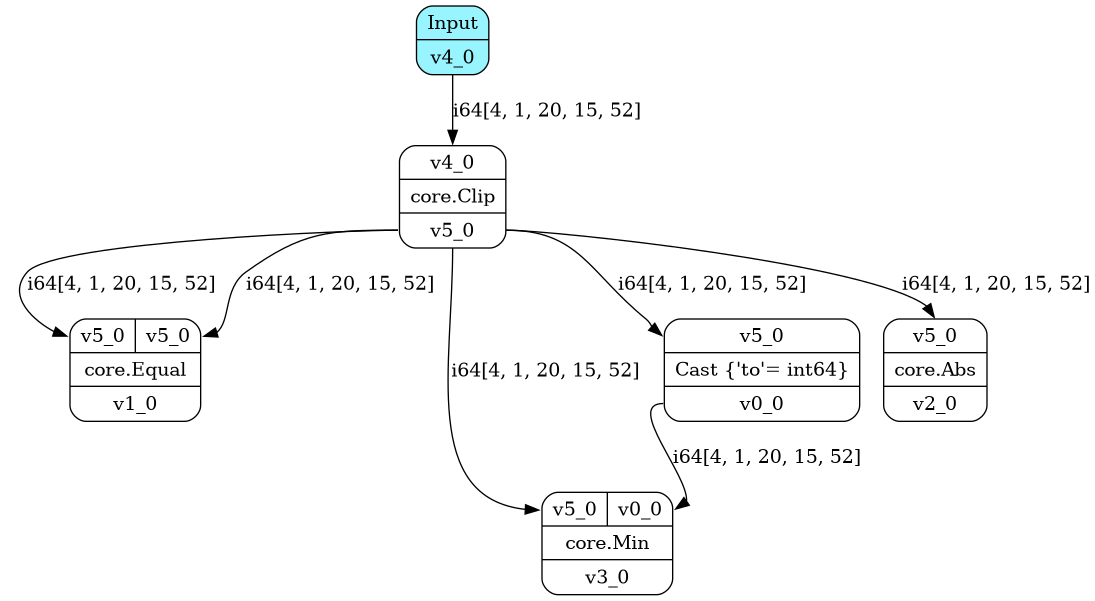 Input
v4_0
i64[4, 1, 20, 15, 52]
v4_0
core.Clip
v5_0
i64[4, 1, 20, 15, 52] i64[4, 1, 20, 15, 52] i64[4, 1, 20, 15, 52] i64[4, 1, 20, 15, 52]
v5_0 v5_0 v5_0 v5_0
core.Equal i64[4, 1, 20, 15, 52] Cast {'to'= int64} core.Abs
v1_0 v0_0 v2_0
i64[4, 1, 20, 15, 52]
v5_0 v0_0
core.Min
v3_0